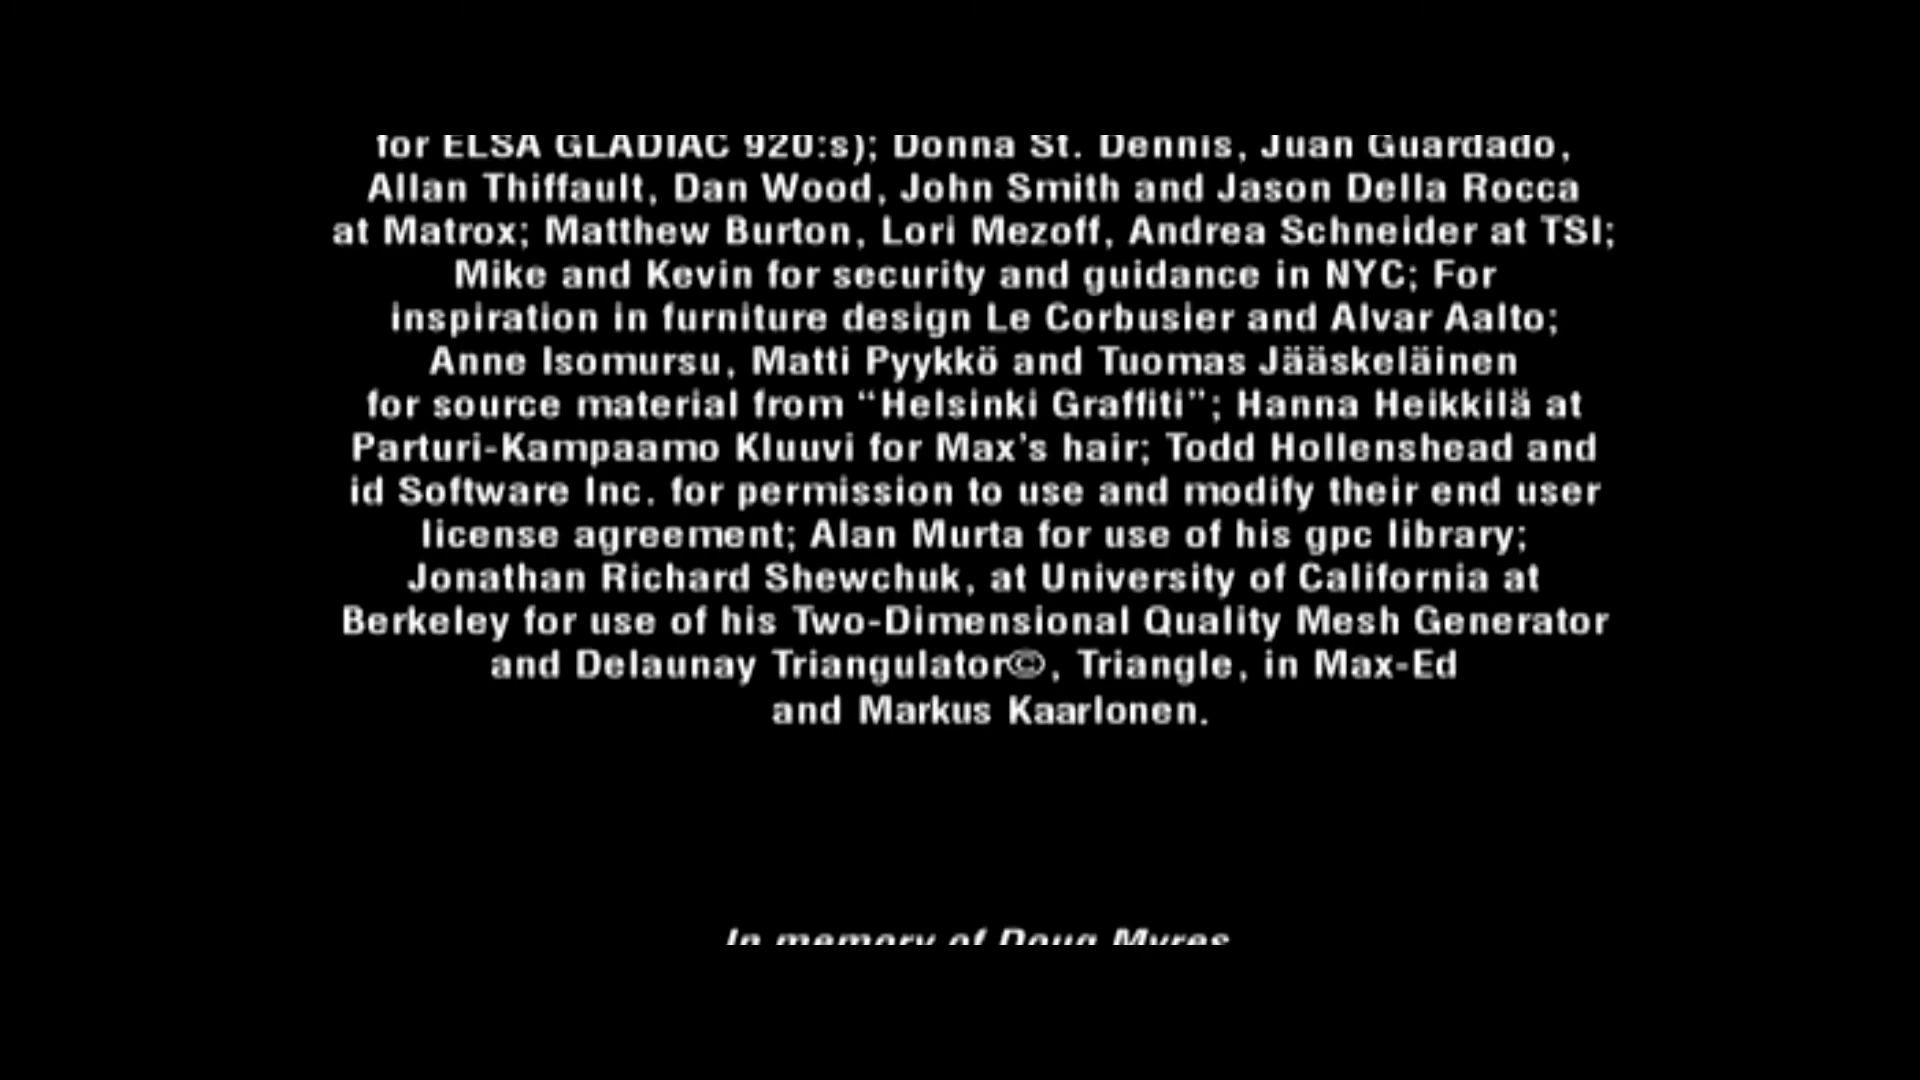 for ELSA GLADIAC 920:s); Donna St. Dennis, Juan Guardado,
Allan Thiffault, Dan Wood, John Smith and Jason Della Rocca
at Matrox; Matthew Burton, Lori Mezoff, Andrea Schneider at TSI;
Mike and Kevin for security and guidance in NYC; For
inspiration in furniture design Le Corbusier and Alvar Aalto;
Anne Isomursu, Matti Pyykkö and Tuomas Jääskeläinen
for source material from “Helsinki Graffiti”; Hanna Heikkilä at
Parturi-Kampaamo Kluuvi for Max’s hair; Todd Hollenshead and
id Software Inc. for permission to use and modify their end user
license agreement; Alan Murta for use of his gpc library;
Jonathan Richard Shewchuk, at University of California at
Berkeley for use of his Two-Dimensional Quality Mesh Generator
and Delaunay Triangulator©, Triangle, in Max-Ed
and Markus Kaarlonen.
In memory of Doug Myres